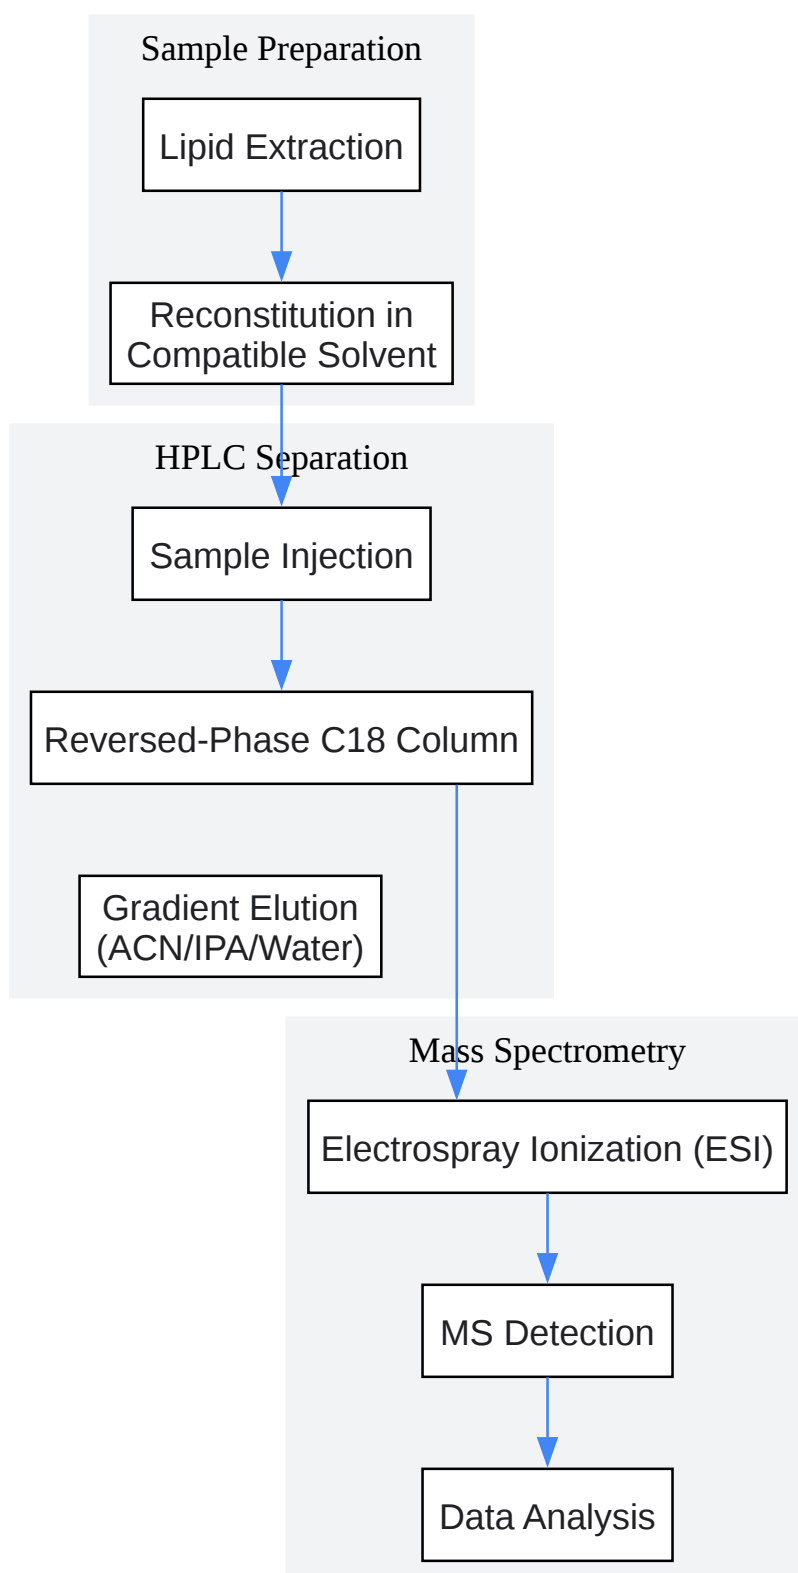 Sample Preparation
Lipid Extraction
Reconstitution in
Compatible Solvent
HPLC Separation
Sample Injection
Reversed-Phase C18 Column
Gradient Elution
(ACN/IPA/Water)
Mass Spectrometry
Electrospray Ionization (ESI)
MS Detection
Data Analysis